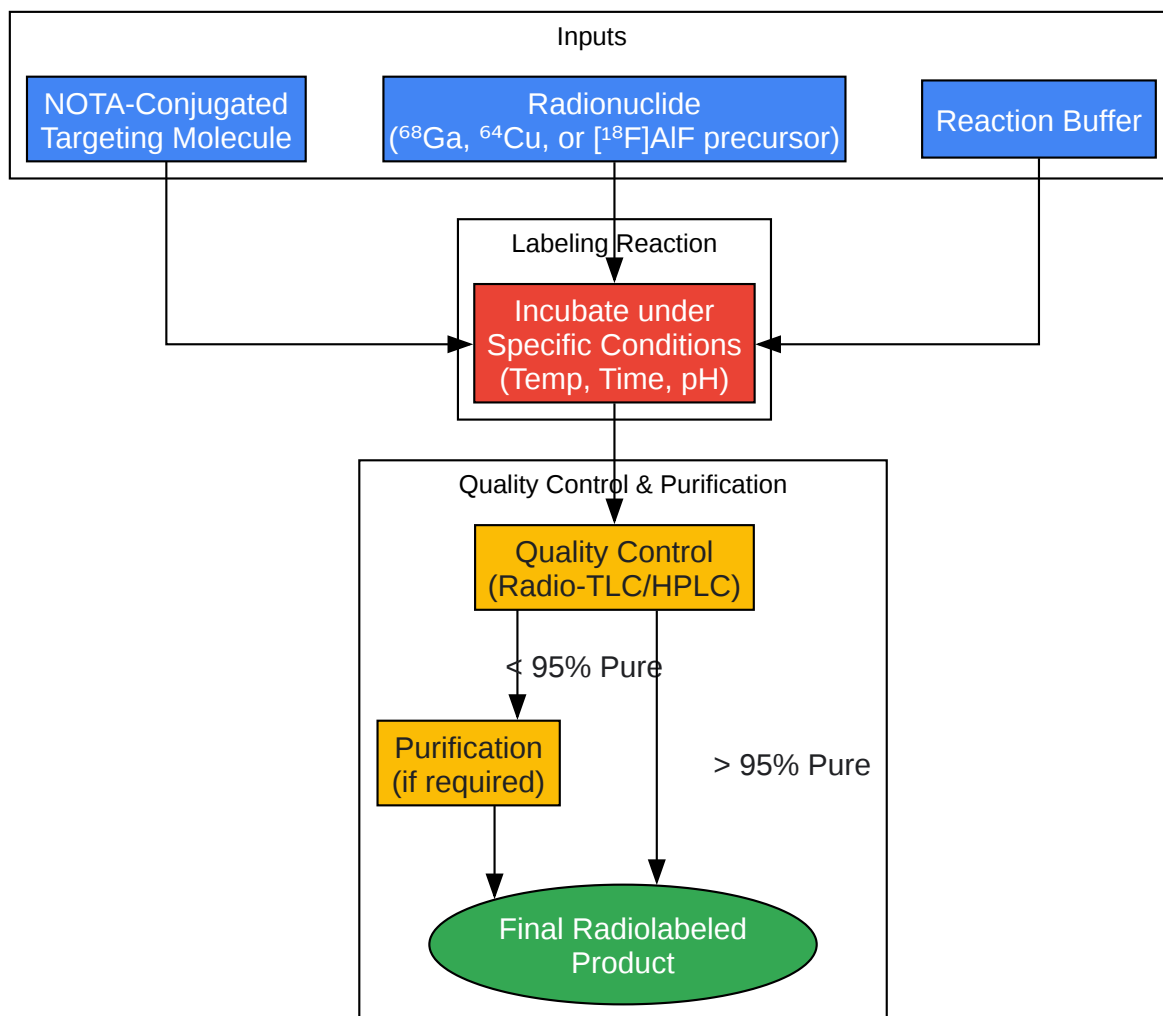 Inputs
NOTA-Conjugated
Targeting Molecule
Radionuclide
(⁶⁸Ga, ⁶⁴Cu, or [¹⁸F]AlF precursor)
Reaction Buffer
Labeling Reaction
Incubate under
Specific Conditions
(Temp, Time, pH)
Quality Control & Purification
Quality Control
(Radio-TLC/HPLC)
< 95% Pure
Purification
(if required)
> 95% Pure
Final Radiolabeled
Product